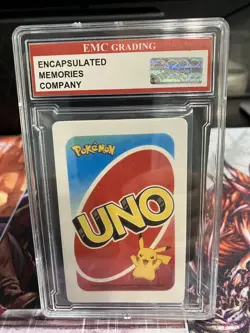 EMC GRADING
ENCAPSULATED
MEMORIES
COMPANY
POKÉMON
UNO